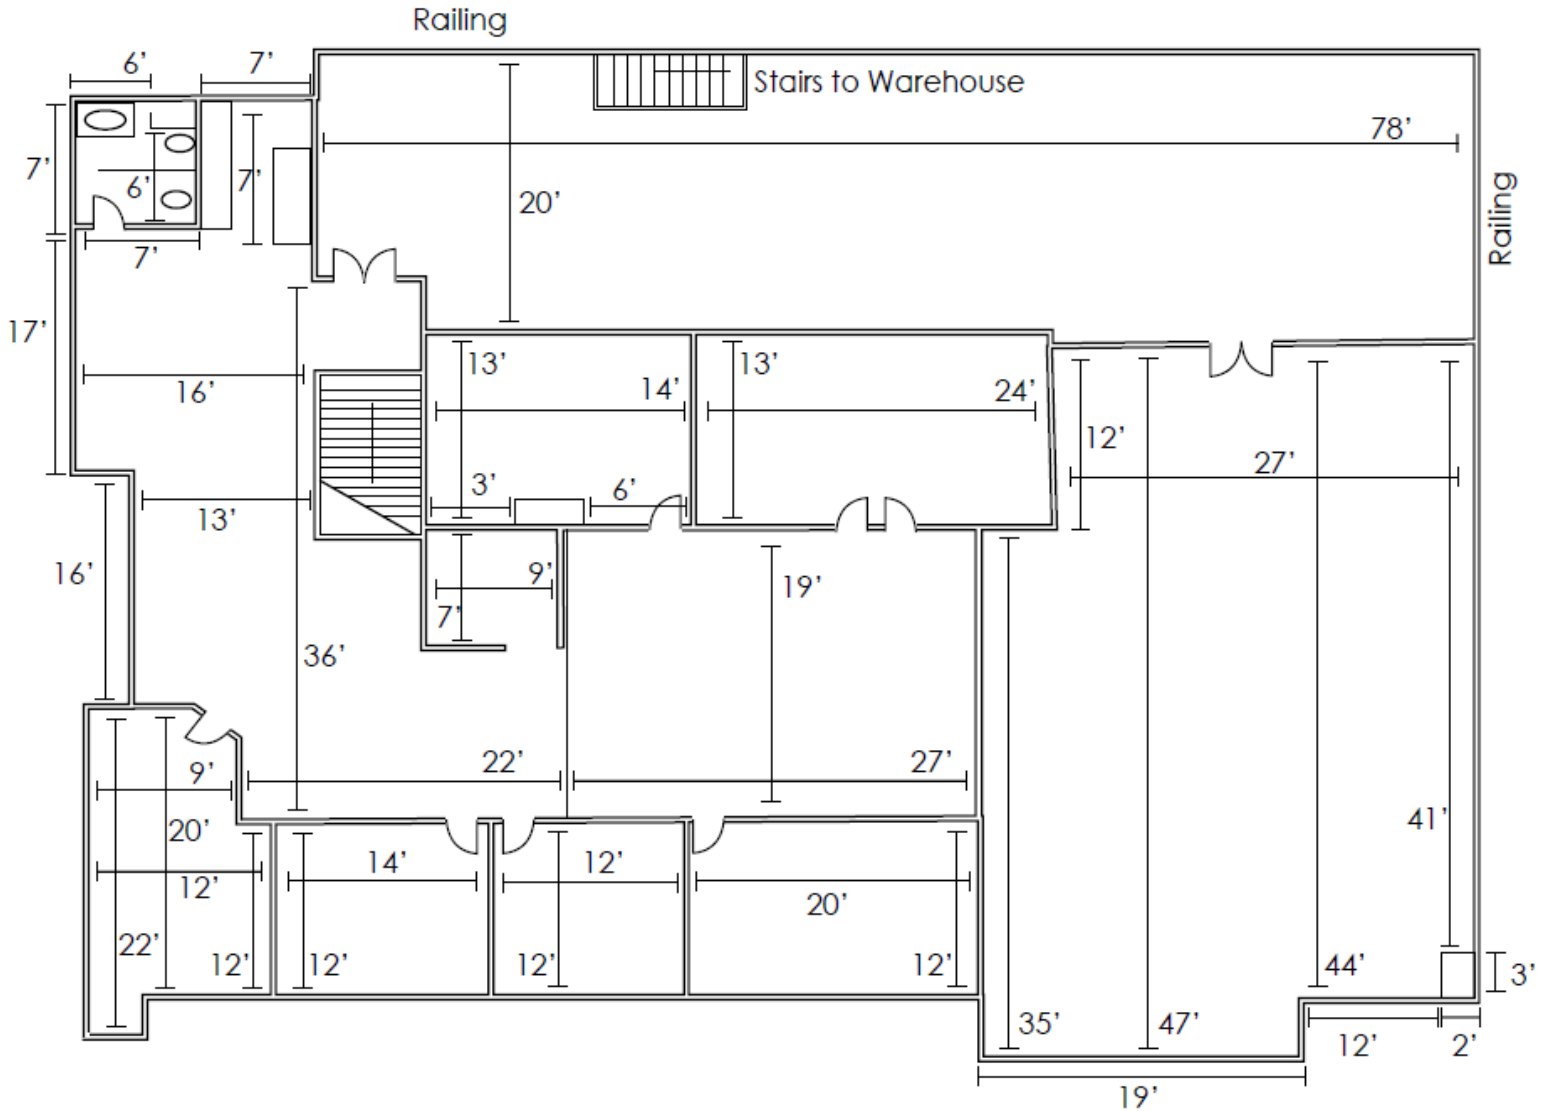 Railing
6’ 7’
Stairs to Warehouse
78’
7’ 6’ 7’
20’
Railing
7’
17’
13’ 13’
16’ 14’ 24’
12’
27’
3’ 6’
13’
16’ 9’ 19’
7’
36’
22’ 27’
9’
20’ 41’
14’ 12’
12’ 20’
22’ 12’ 12’ 12’ 12’ 44’ 3’
35’ 47’
12’ 2’
19’